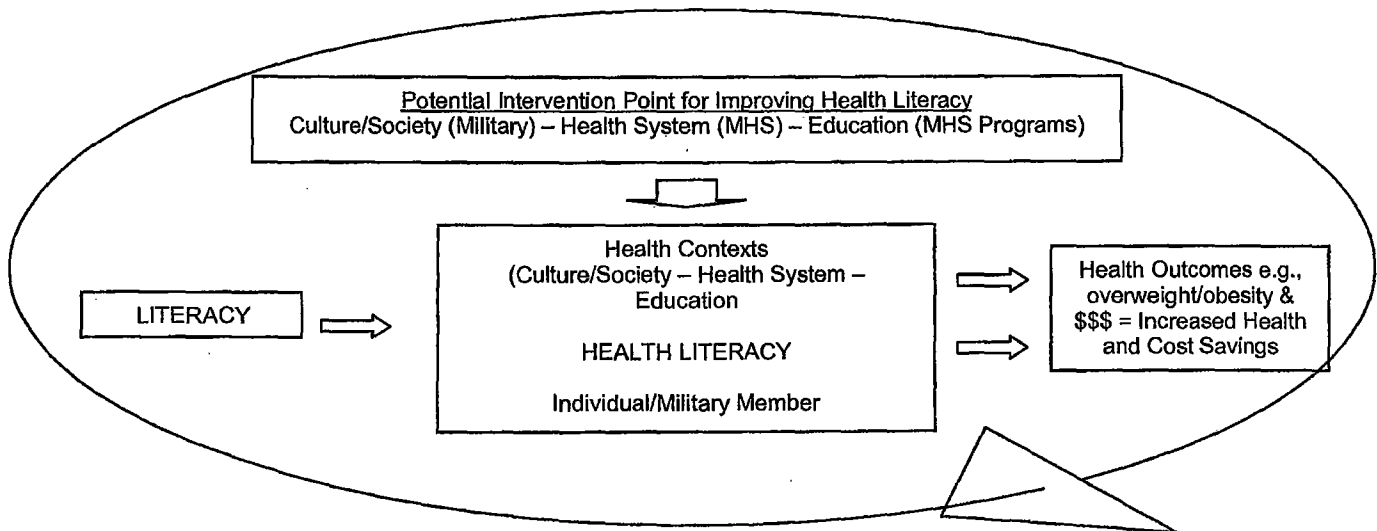 Potential Intervention Point for Improving Health Literacy
Culture/Society (Military) – Health System (MHS) – Education (MHS Programs)
Health Contexts
(Culture/Society – Health System –
Education
HEALTH LITERACY
Individual/Military Member
LITERACY
Health Outcomes e.g.,
overweight/obesity &
$$$ = Increased Health
and Cost Savings